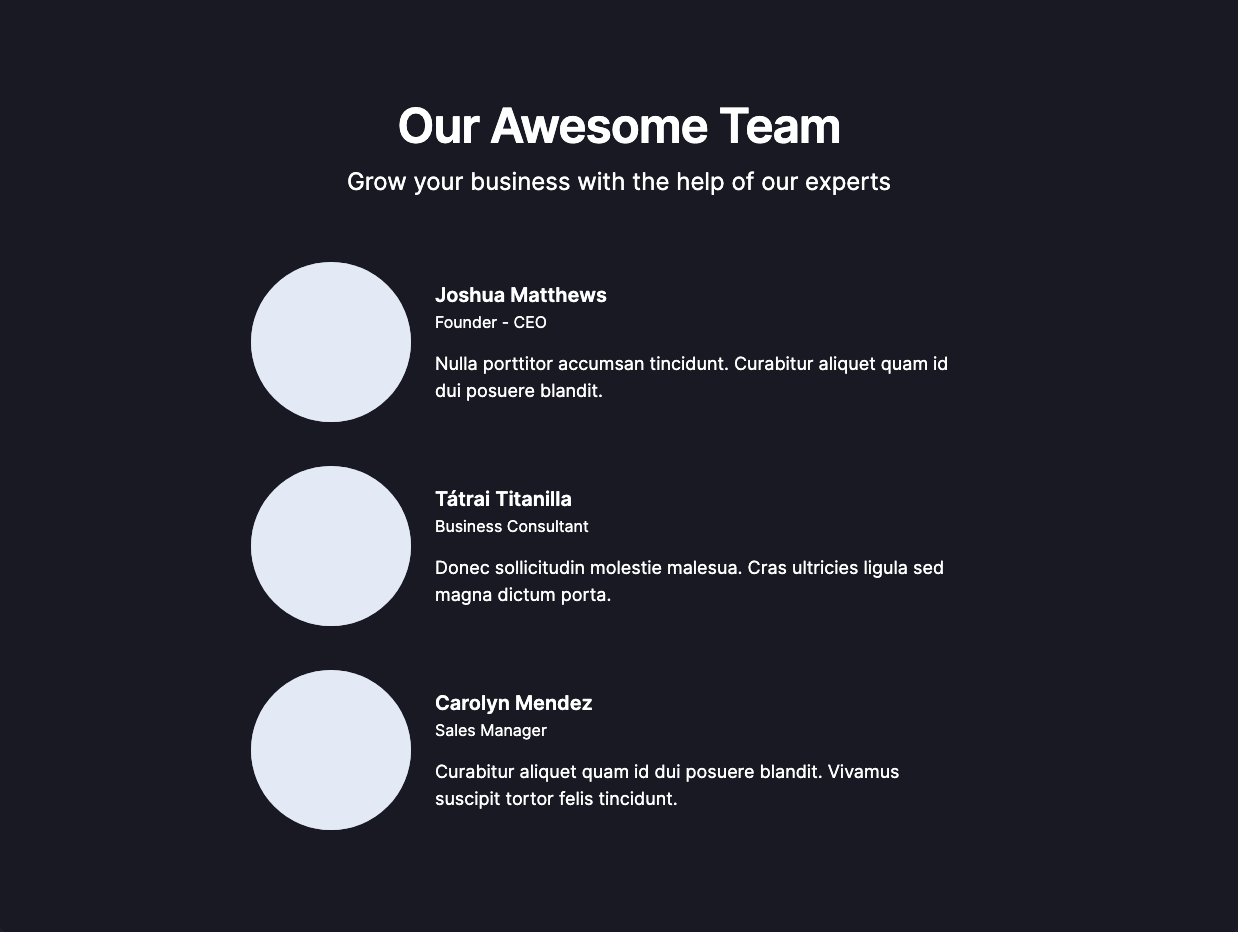 Our Awesome Team
Grow your business with the help of our experts
Joshua Matthews
Founder - CEO
Nulla porttitor accumsan tincidunt. Curabitur aliquet quam id
dui posuere blandit.
Tátrai Titanilla
Business Consultant
Donec sollicitudin molestie malesua. Cras ultricies ligula sed
magna dictum porta.
Carolyn Mendez
Sales Manager
Curabitur aliquet quam id dui posuere blandit. Vivamus
suscipit tortor felis tincidunt.